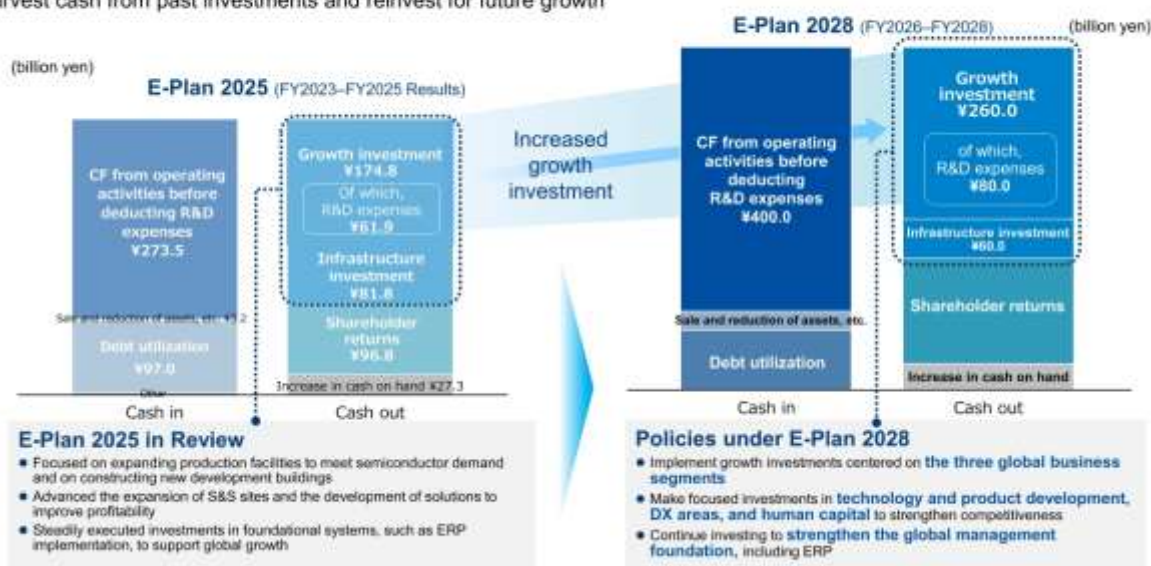 vest cash from past investments and reinvest for future growth
(billion yen)
E-Plan 2025 (FY2023–FY2025 Results)
CF from operating
activities before
deducting R&D
expenses
¥273.5
Sale and reduction of assets, etc. ¥5.2
Debt utilization
¥97.0
Other
Cash in
Growth investment
¥174.8
Of which,
R&D expenses
¥61.9
Infrastructure
investment
¥81.8
Shareholder
returns
¥96.8
Increase in cash on hand ¥27.3
Cash out
Increased
growth
investment
E-Plan 2028 (FY2026–FY2028)
(billion yen)
CF from operating
activities before
deducting
R&D expenses
¥400.0
Sale and reduction of assets, etc.
Debt utilization
Cash in
Growth
investment
¥260.0
of which,
R&D expenses
¥80.0
Infrastructure investment
¥60.0
Shareholder returns
Increase in cash on hand
Cash out
E-Plan 2025 in Review
● Focused on expanding production facilities to meet semiconductor demand
and on constructing new development buildings
● Advanced the expansion of S&S sites and the development of solutions to
improve profitability
● Steadily executed investments in foundational systems, such as ERP
implementation, to support global growth
Policies under E-Plan 2028
● Implement growth investments centered on the three global business
segments
● Make focused investments in technology and product development,
DX areas, and human capital to strengthen competitiveness
● Continue investing to strengthen the global management
foundation, including ERP